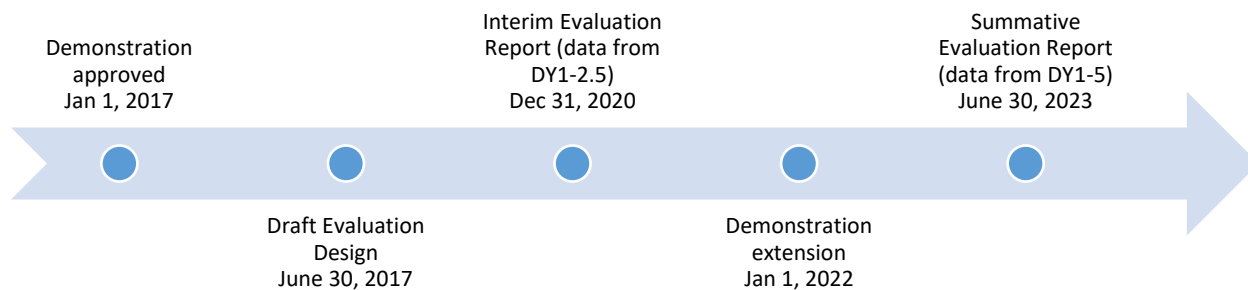 Demonstration
approved
Jan 1, 2017
Draft Evaluation
Design
June 30, 2017
Interim Evaluation
Report (data from
DY1-2.5)
Dec 31, 2020
Demonstration
extension
Jan 1, 2022
Summative
Evaluation Report
(data from DY1-5)
June 30, 2023